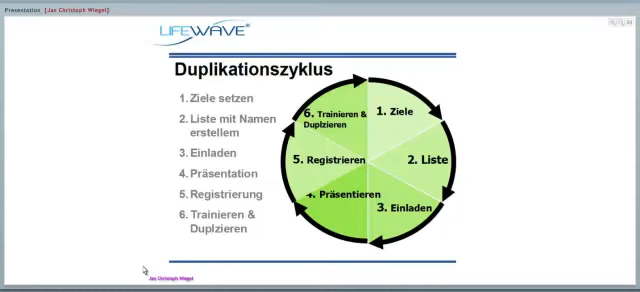 Presentation [Jan Christoph Wiegel]
LIFEWAVE®
Duplikationszyklus
1. Ziele setzen
2. Liste mit Namen
erstellem
3. Einladen
4. Präsentation
5. Registrierung
6. Trainieren &
Duplzieren
1. Ziele
2. Liste
3. Einladen
4. Präsentieren
5. Registrieren
6. Trainieren &
Duplzieren
Jan Christoph Wiegel